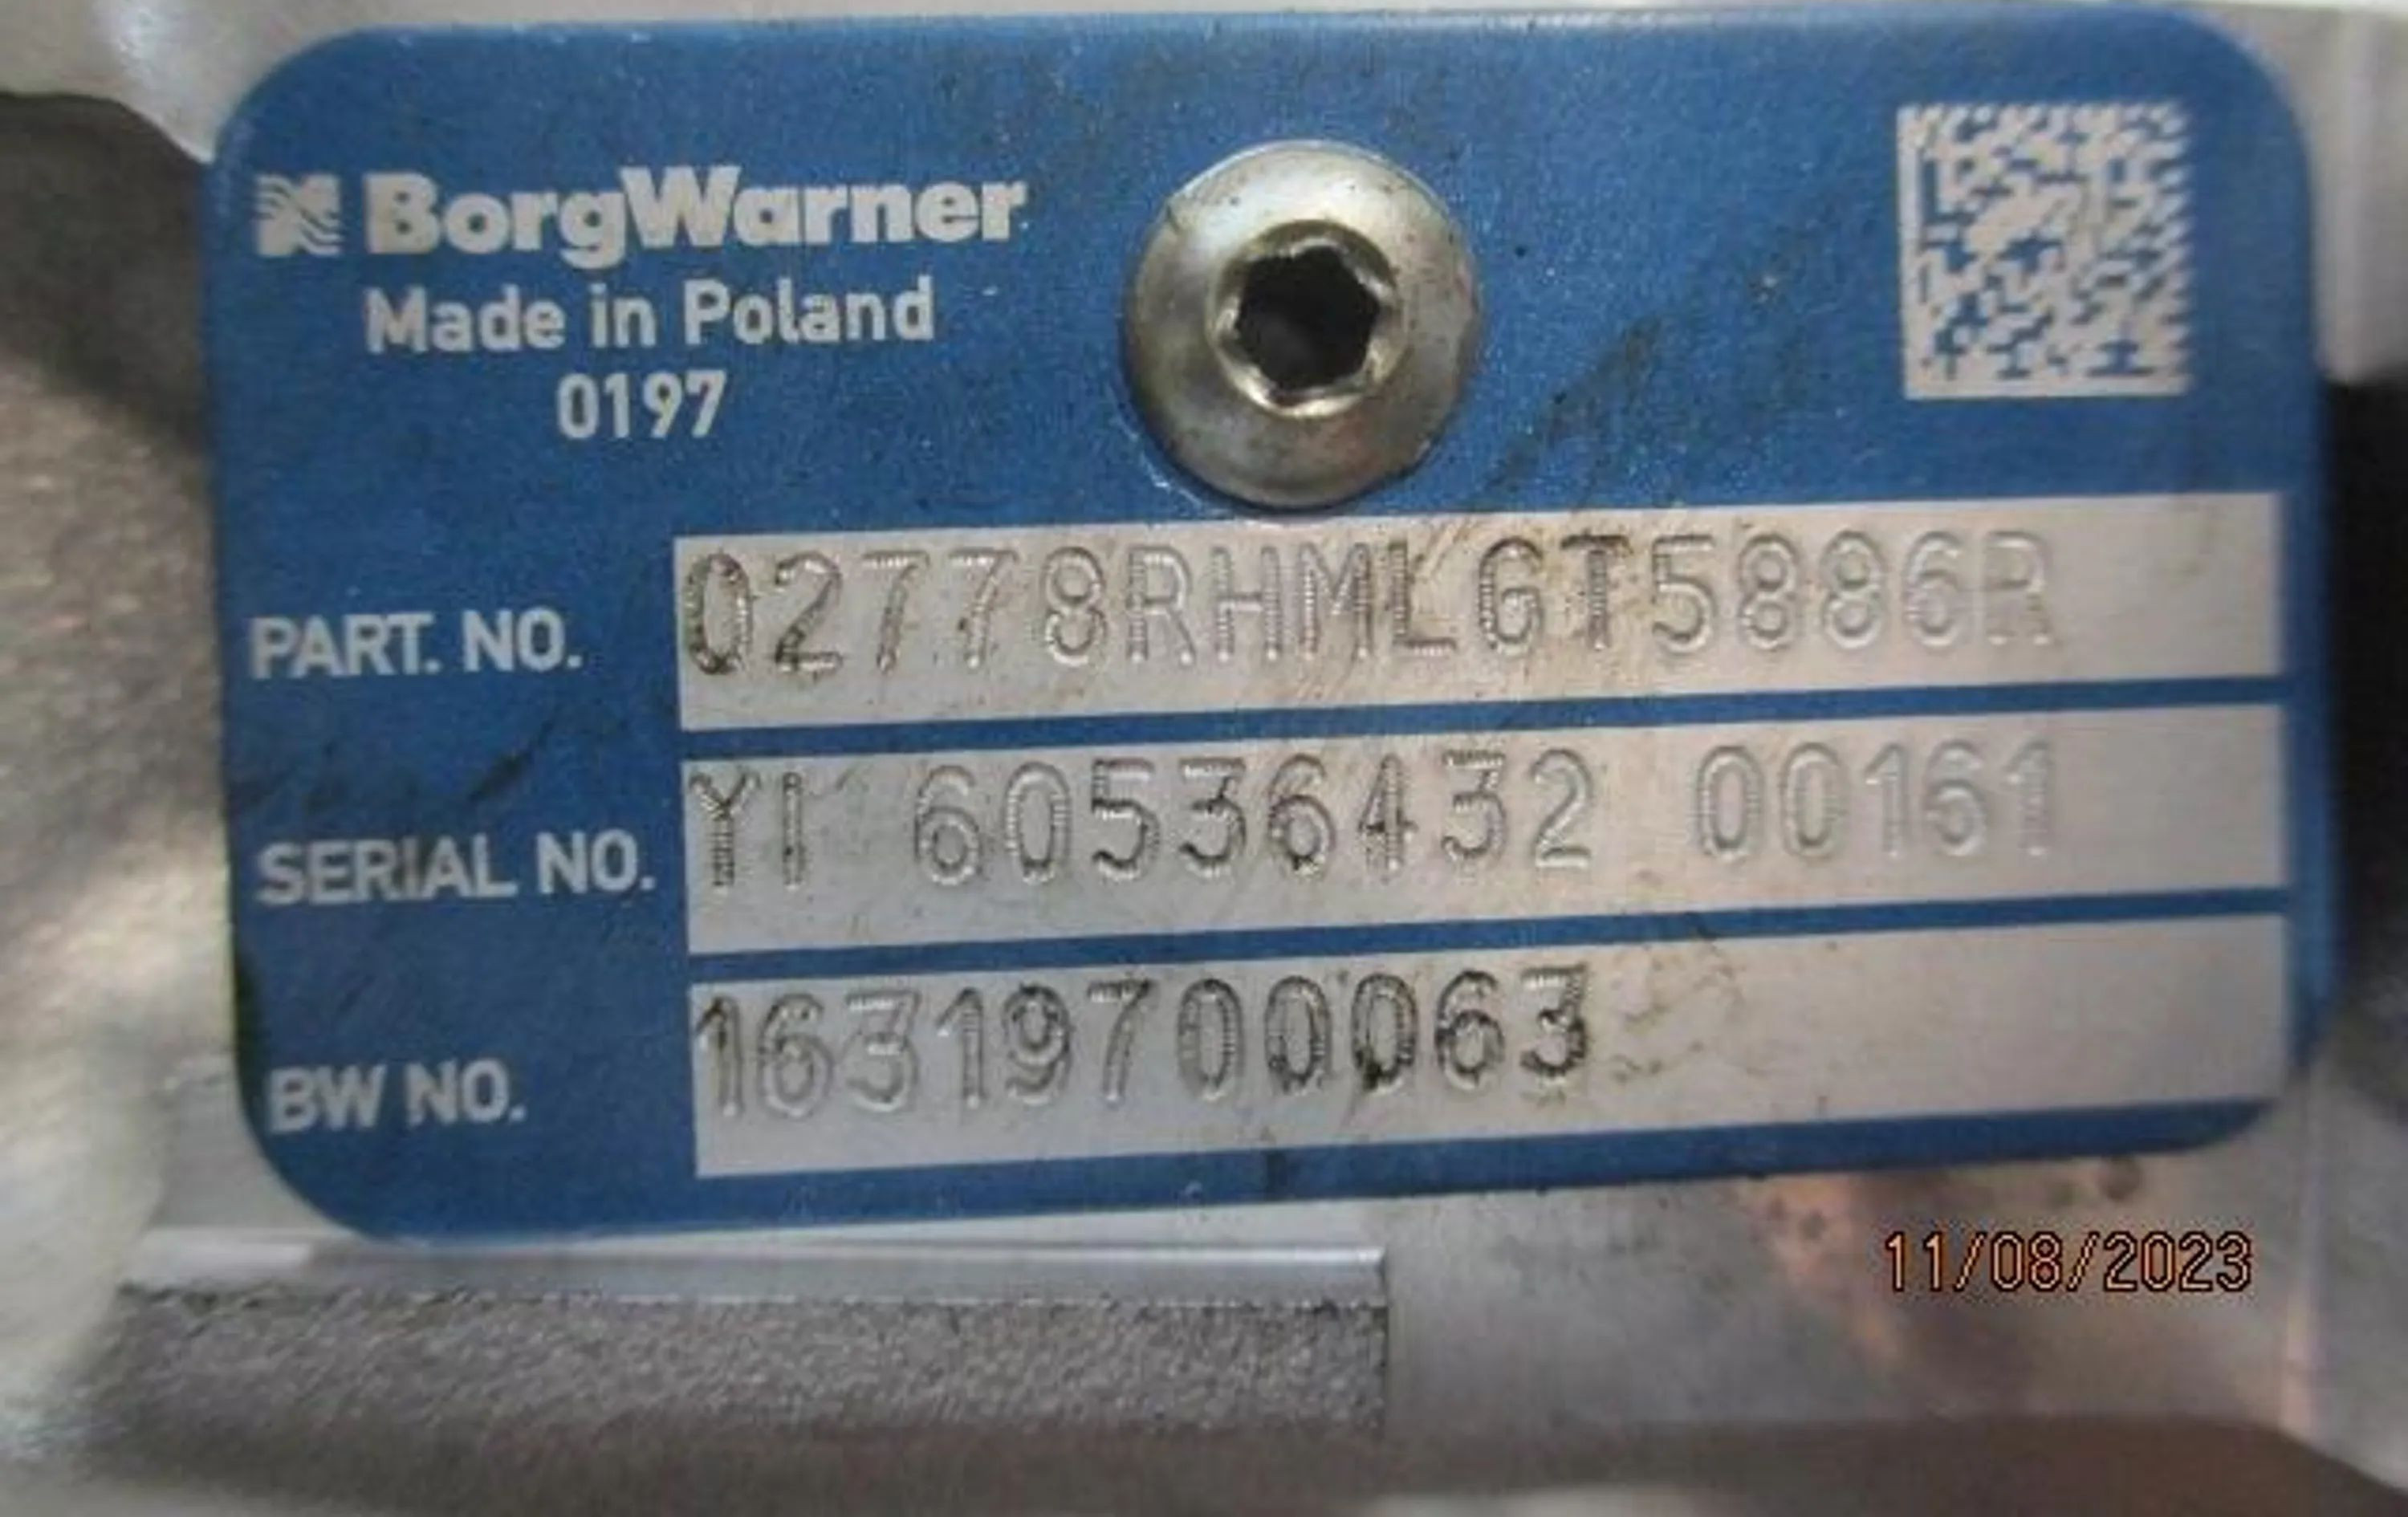 BorgWarner
Made in Poland
0197
PART. NO. 02778RHMLGT5886R
SERIAL NO. YI 60536432 00161
BW NO. 16319700063
11/08/2023